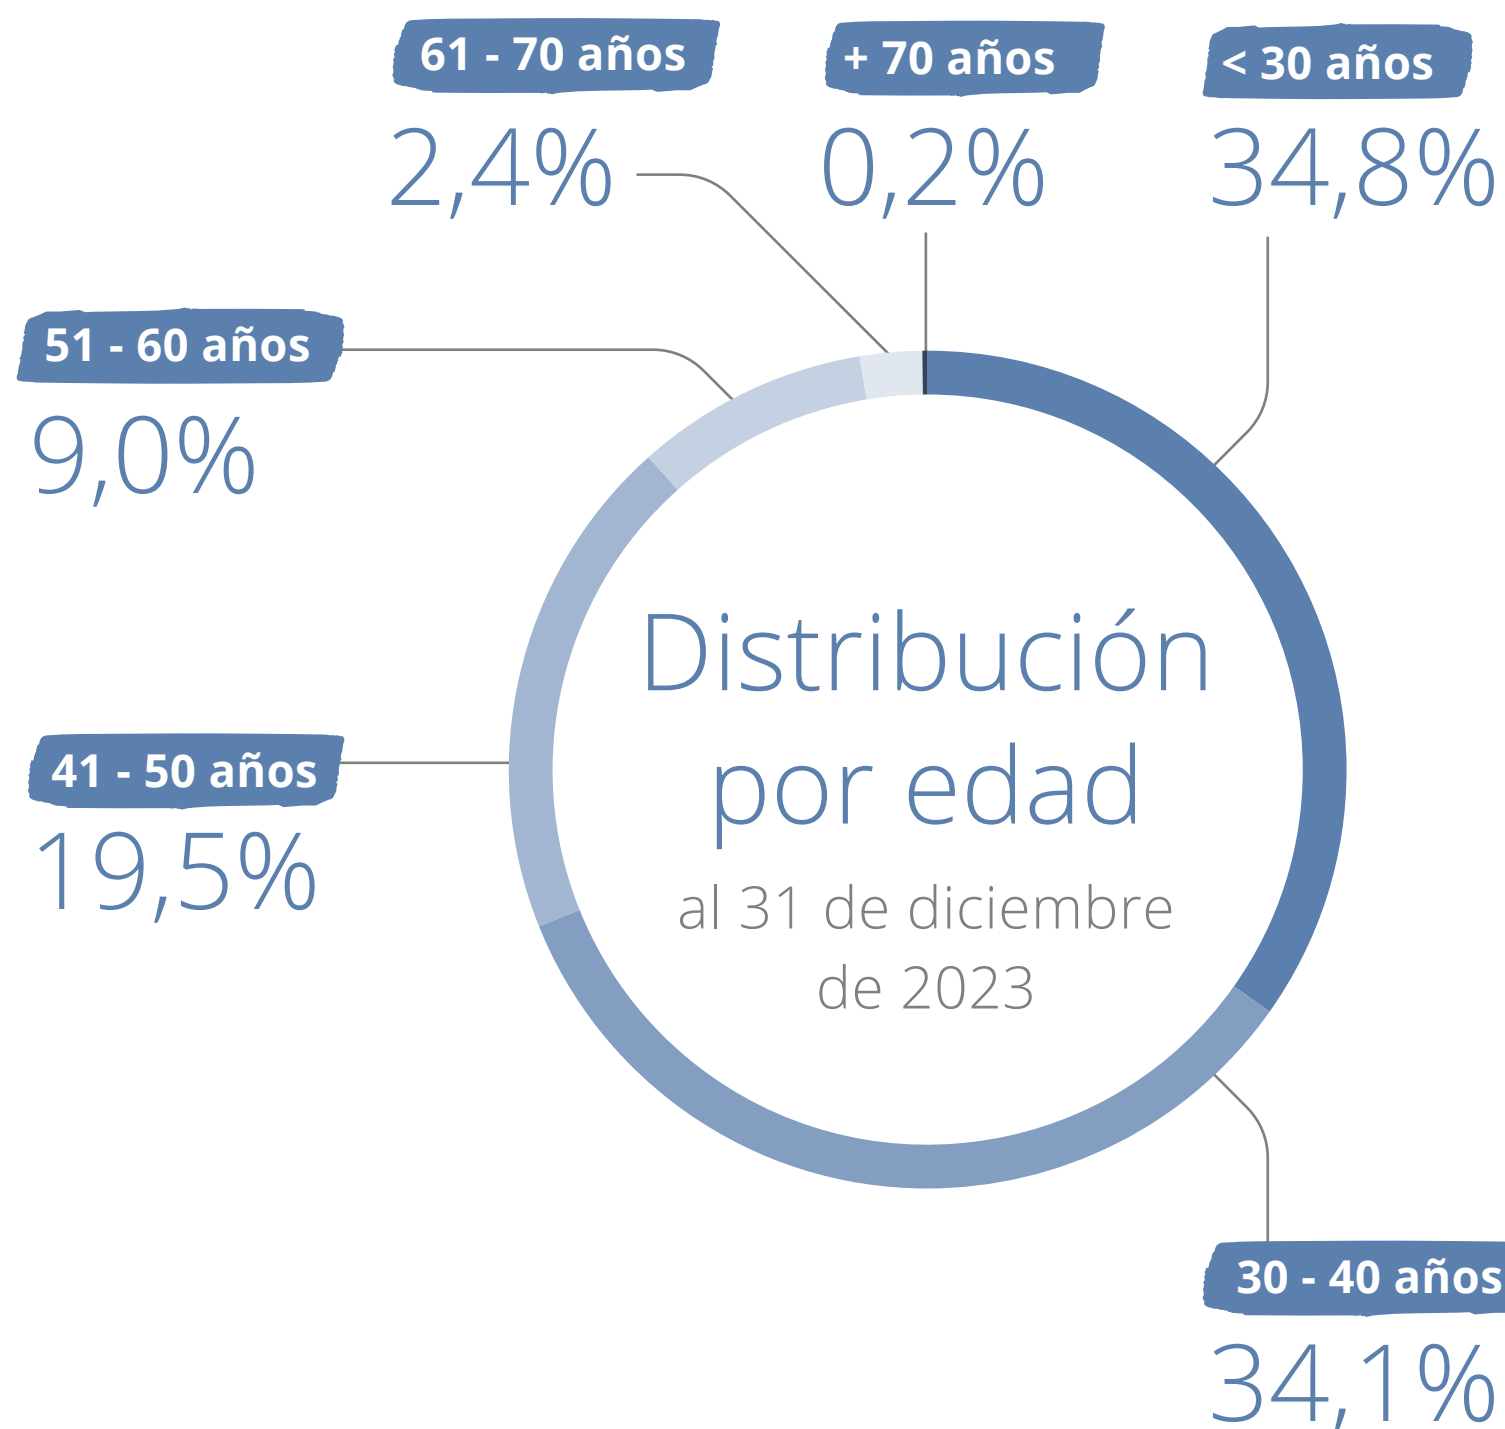 61 - 70 años
2,4%
+ 70 años
0,2%
< 30 años
34,8%
51 - 60 años
9,0%
41 - 50 años
19,5%
Distribución
por edad
al 31 de diciembre
de 2023
30 - 40 años
34,1%